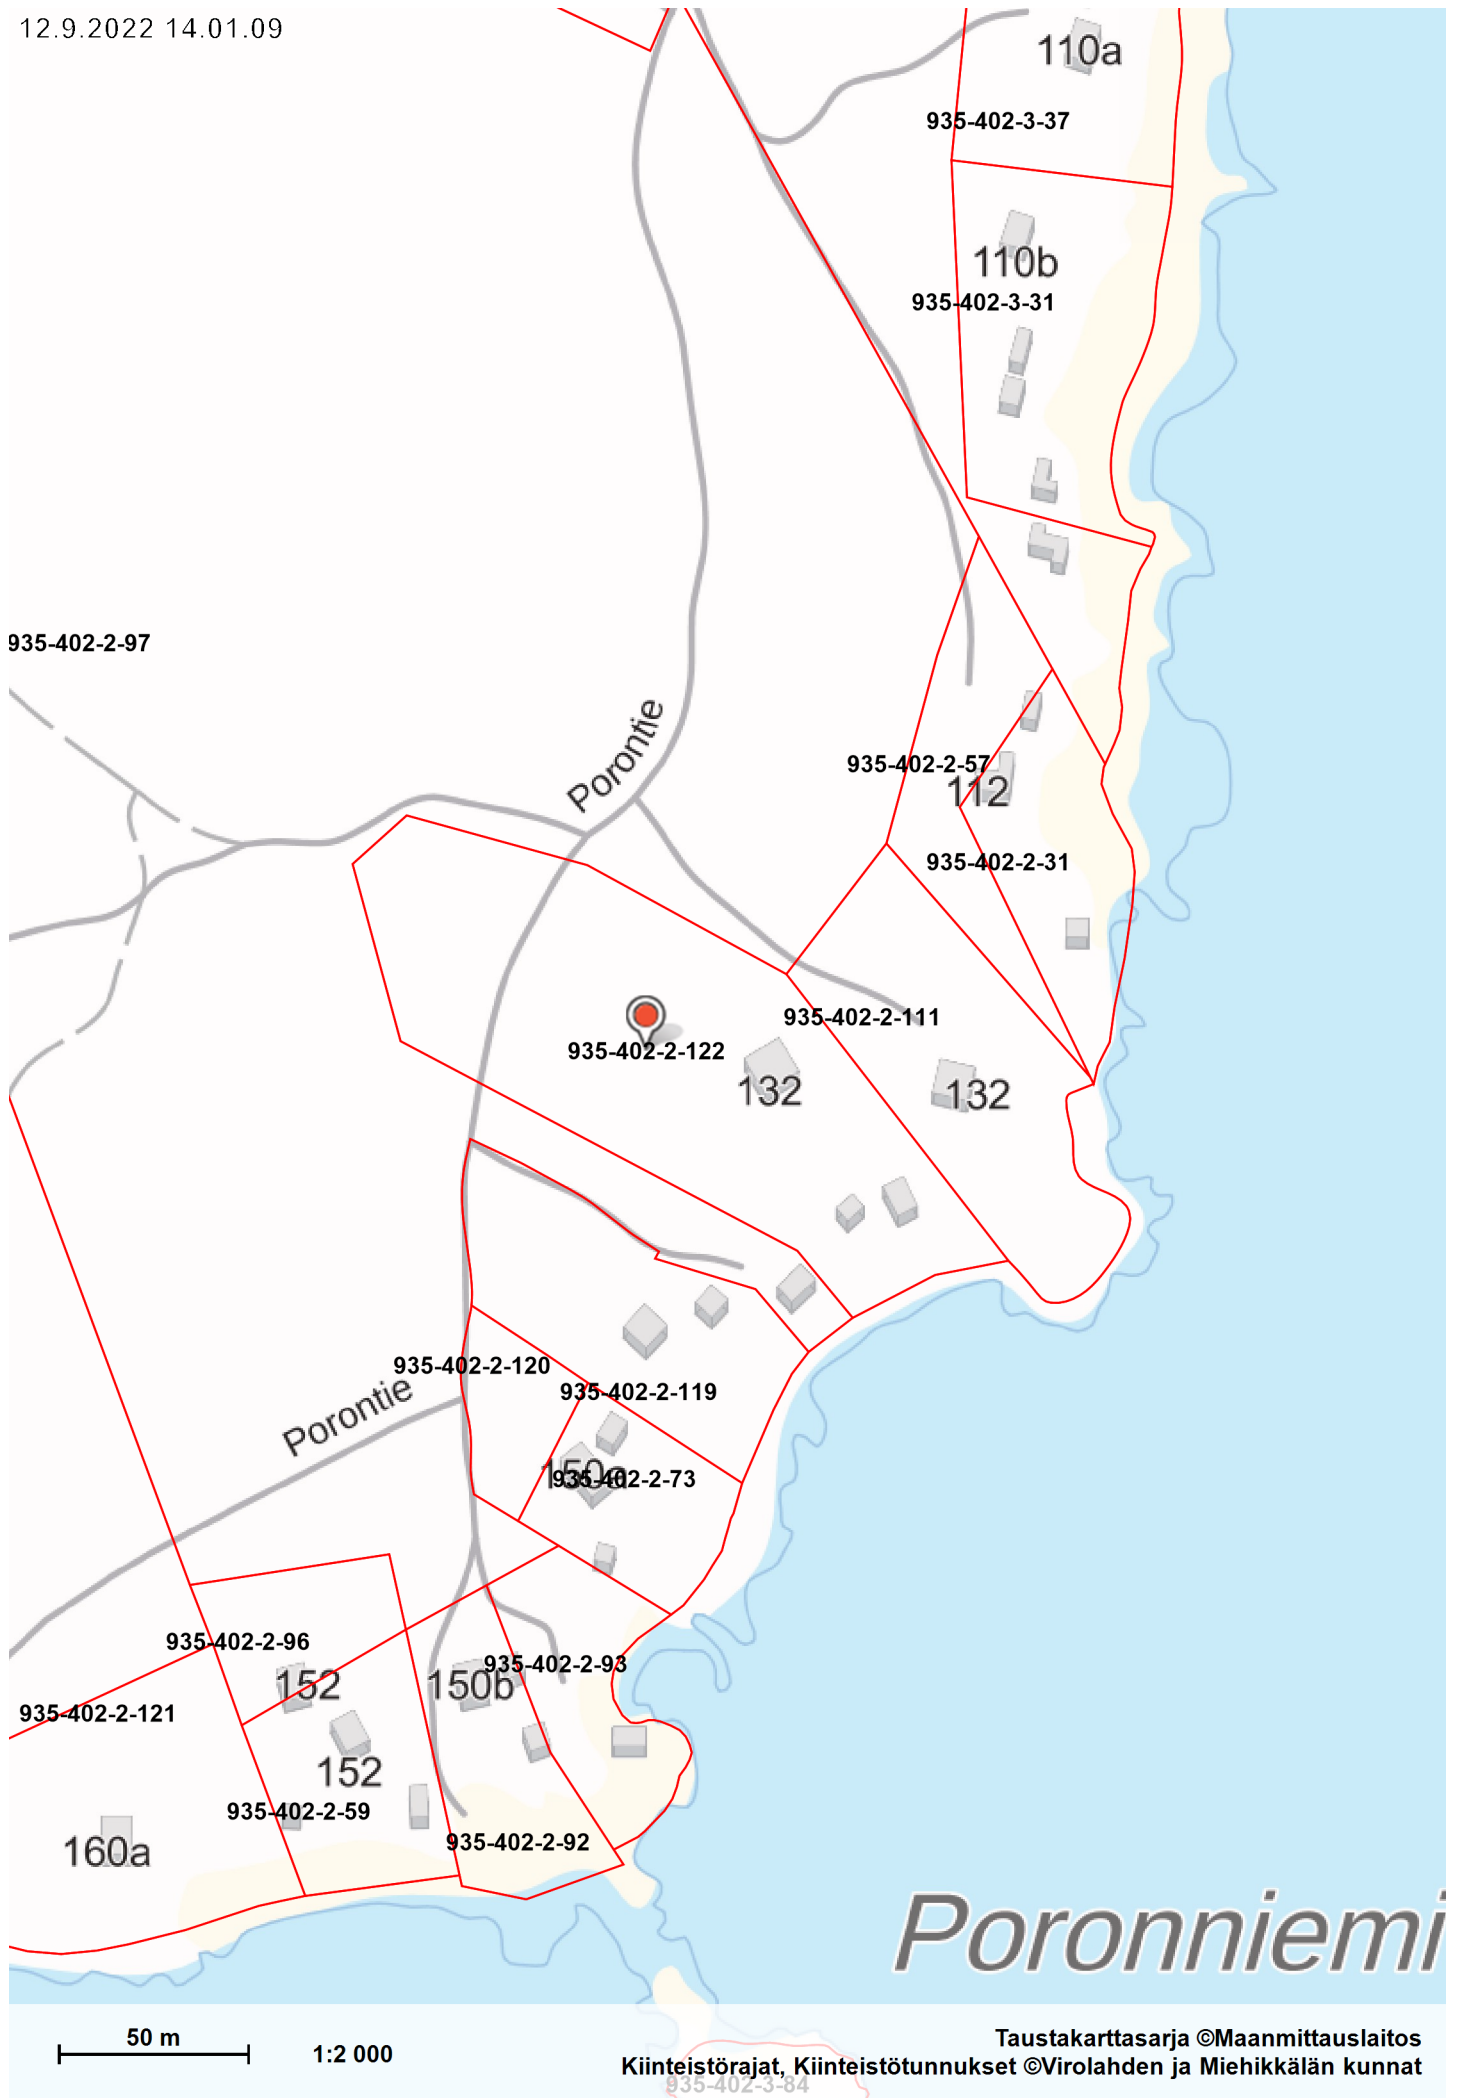 12.9.2022 14.01.09
110a
935-402-3-37
110b
935-402-3-31
935-402-2-97
Porontie
935-402-2-57
112
935-402-2-31
935-402-2-111
935-402-2-122
132
132
935-402-2-120
935-402-2-119
Porontie
150a
935-402-2-73
935-402-2-96
935-402-2-93
152
150b
935-402-2-121
152
935-402-2-59
935-402-2-92
160a
Poronniemi
50 m
1:2 000
Taustakarttasarja ©Maanmittauslaitos
Kiinteistörajat, Kiinteistötunnukset ©Virolahden ja Miehikkälän kunnat
935-402-3-84